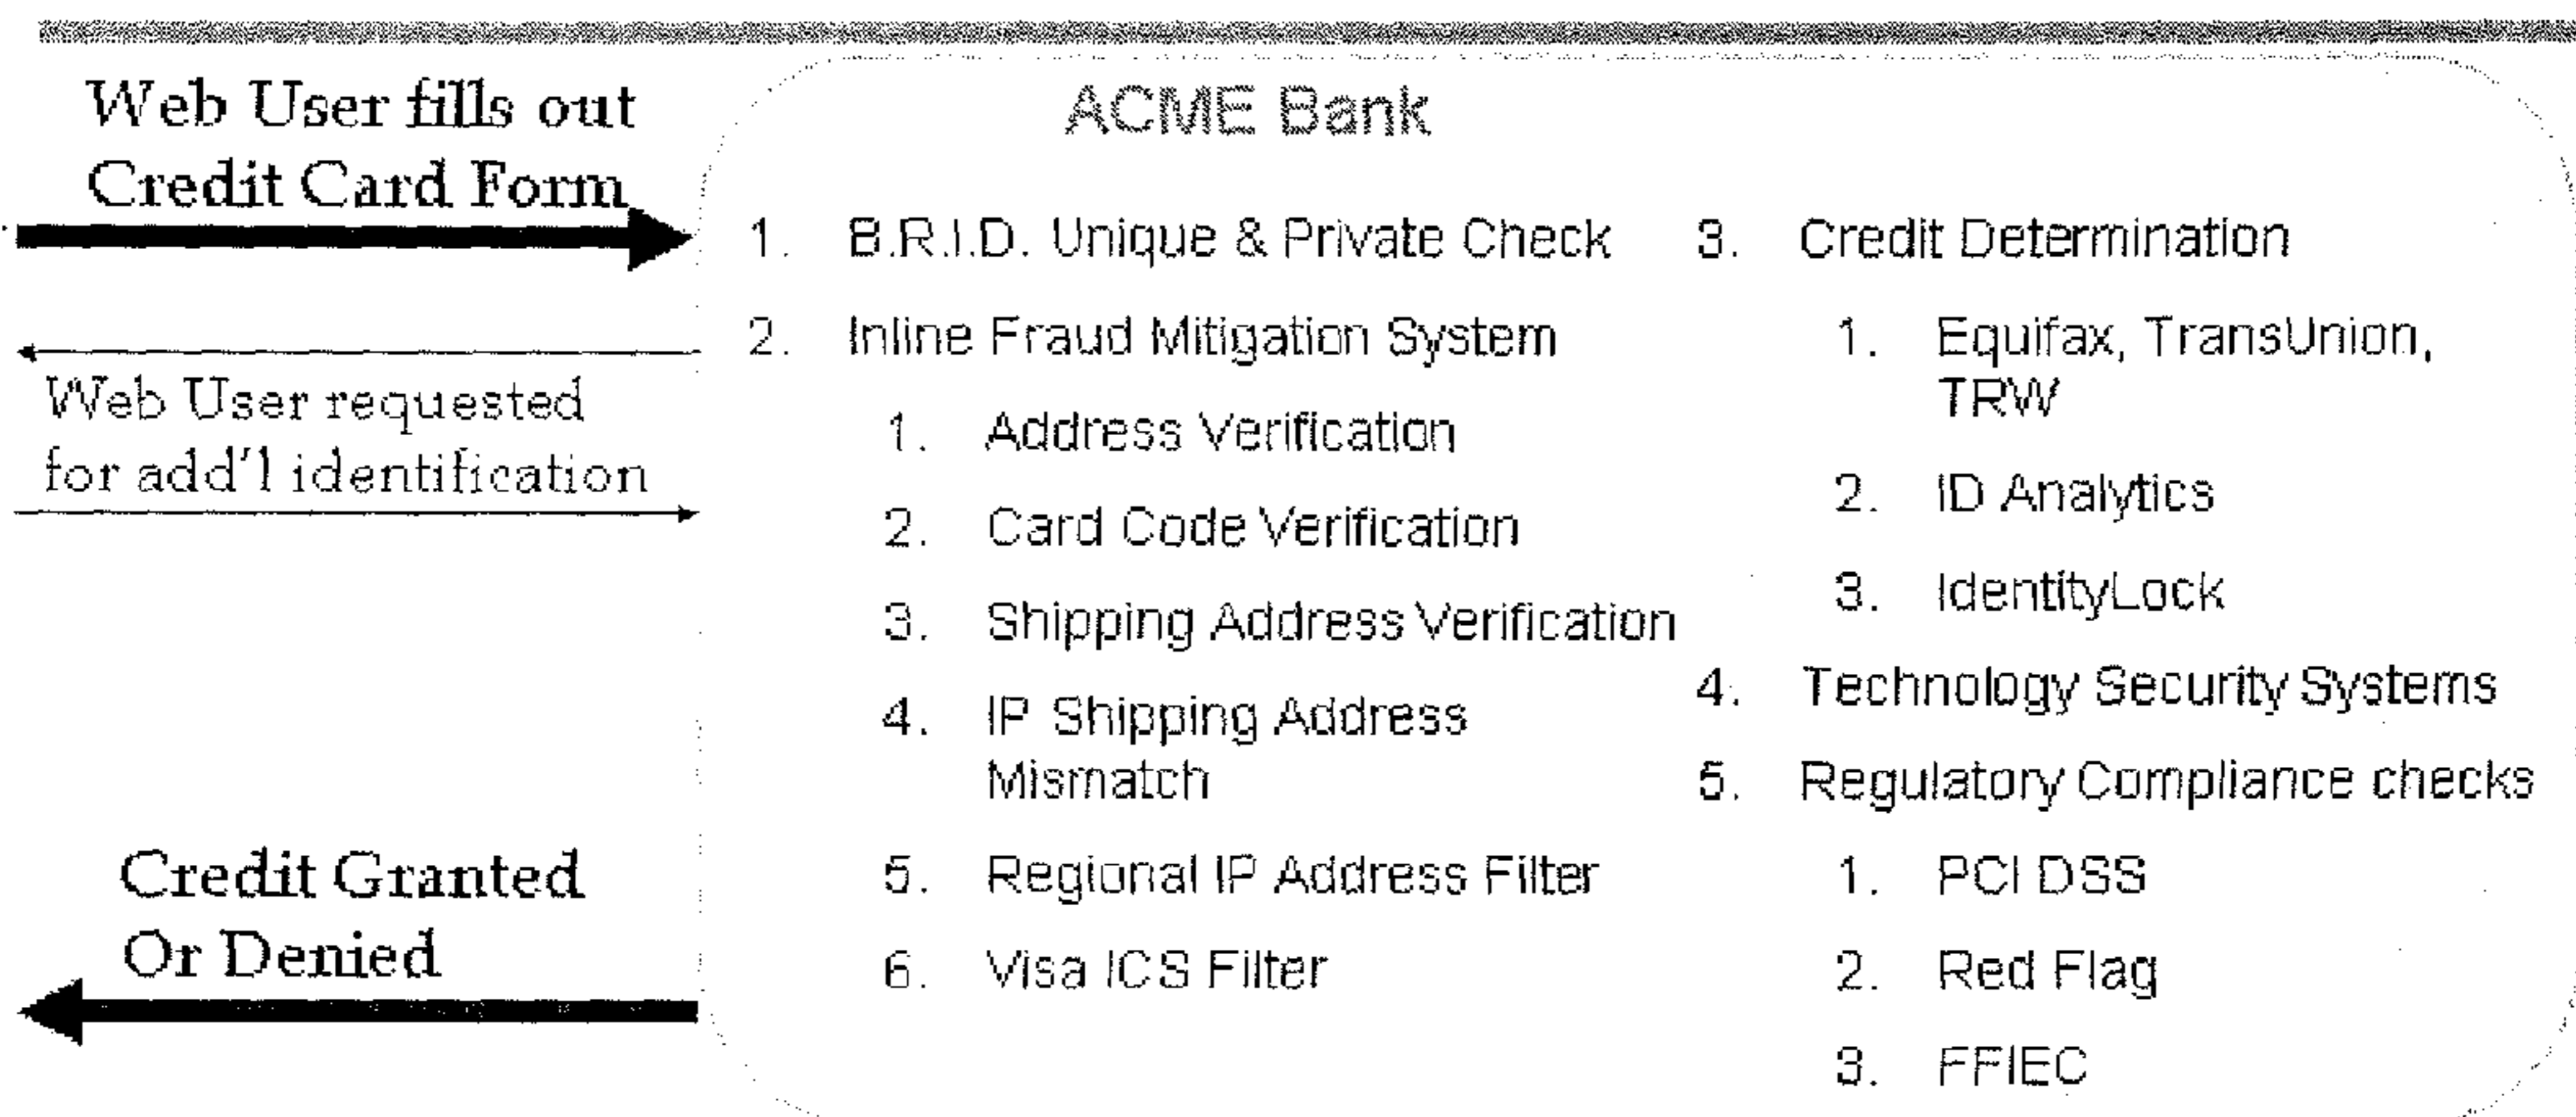 Web User fills out
Credit Card Form
Web User requested
for add'l identification
Credit Granted
Or Denied
ACME Bank
1. B.R.I.D. Unique & Private Check
2. Inline Fraud Mitigation System
1. Address Verification
2. Card Code Verification
3. Shipping Address Verification
4. IP Shipping Address
Mismatch
5. Regional IP Address Filter
6. Visa ICS Filter
3. Credit Determination
1. Equifax, TransUnion,
TRW
2. ID Analytics
3. IdentityLock
4. Technology Security Systems
5. Regulatory Compliance checks
1. PCI DSS
2. Red Flag
3. FFIEC